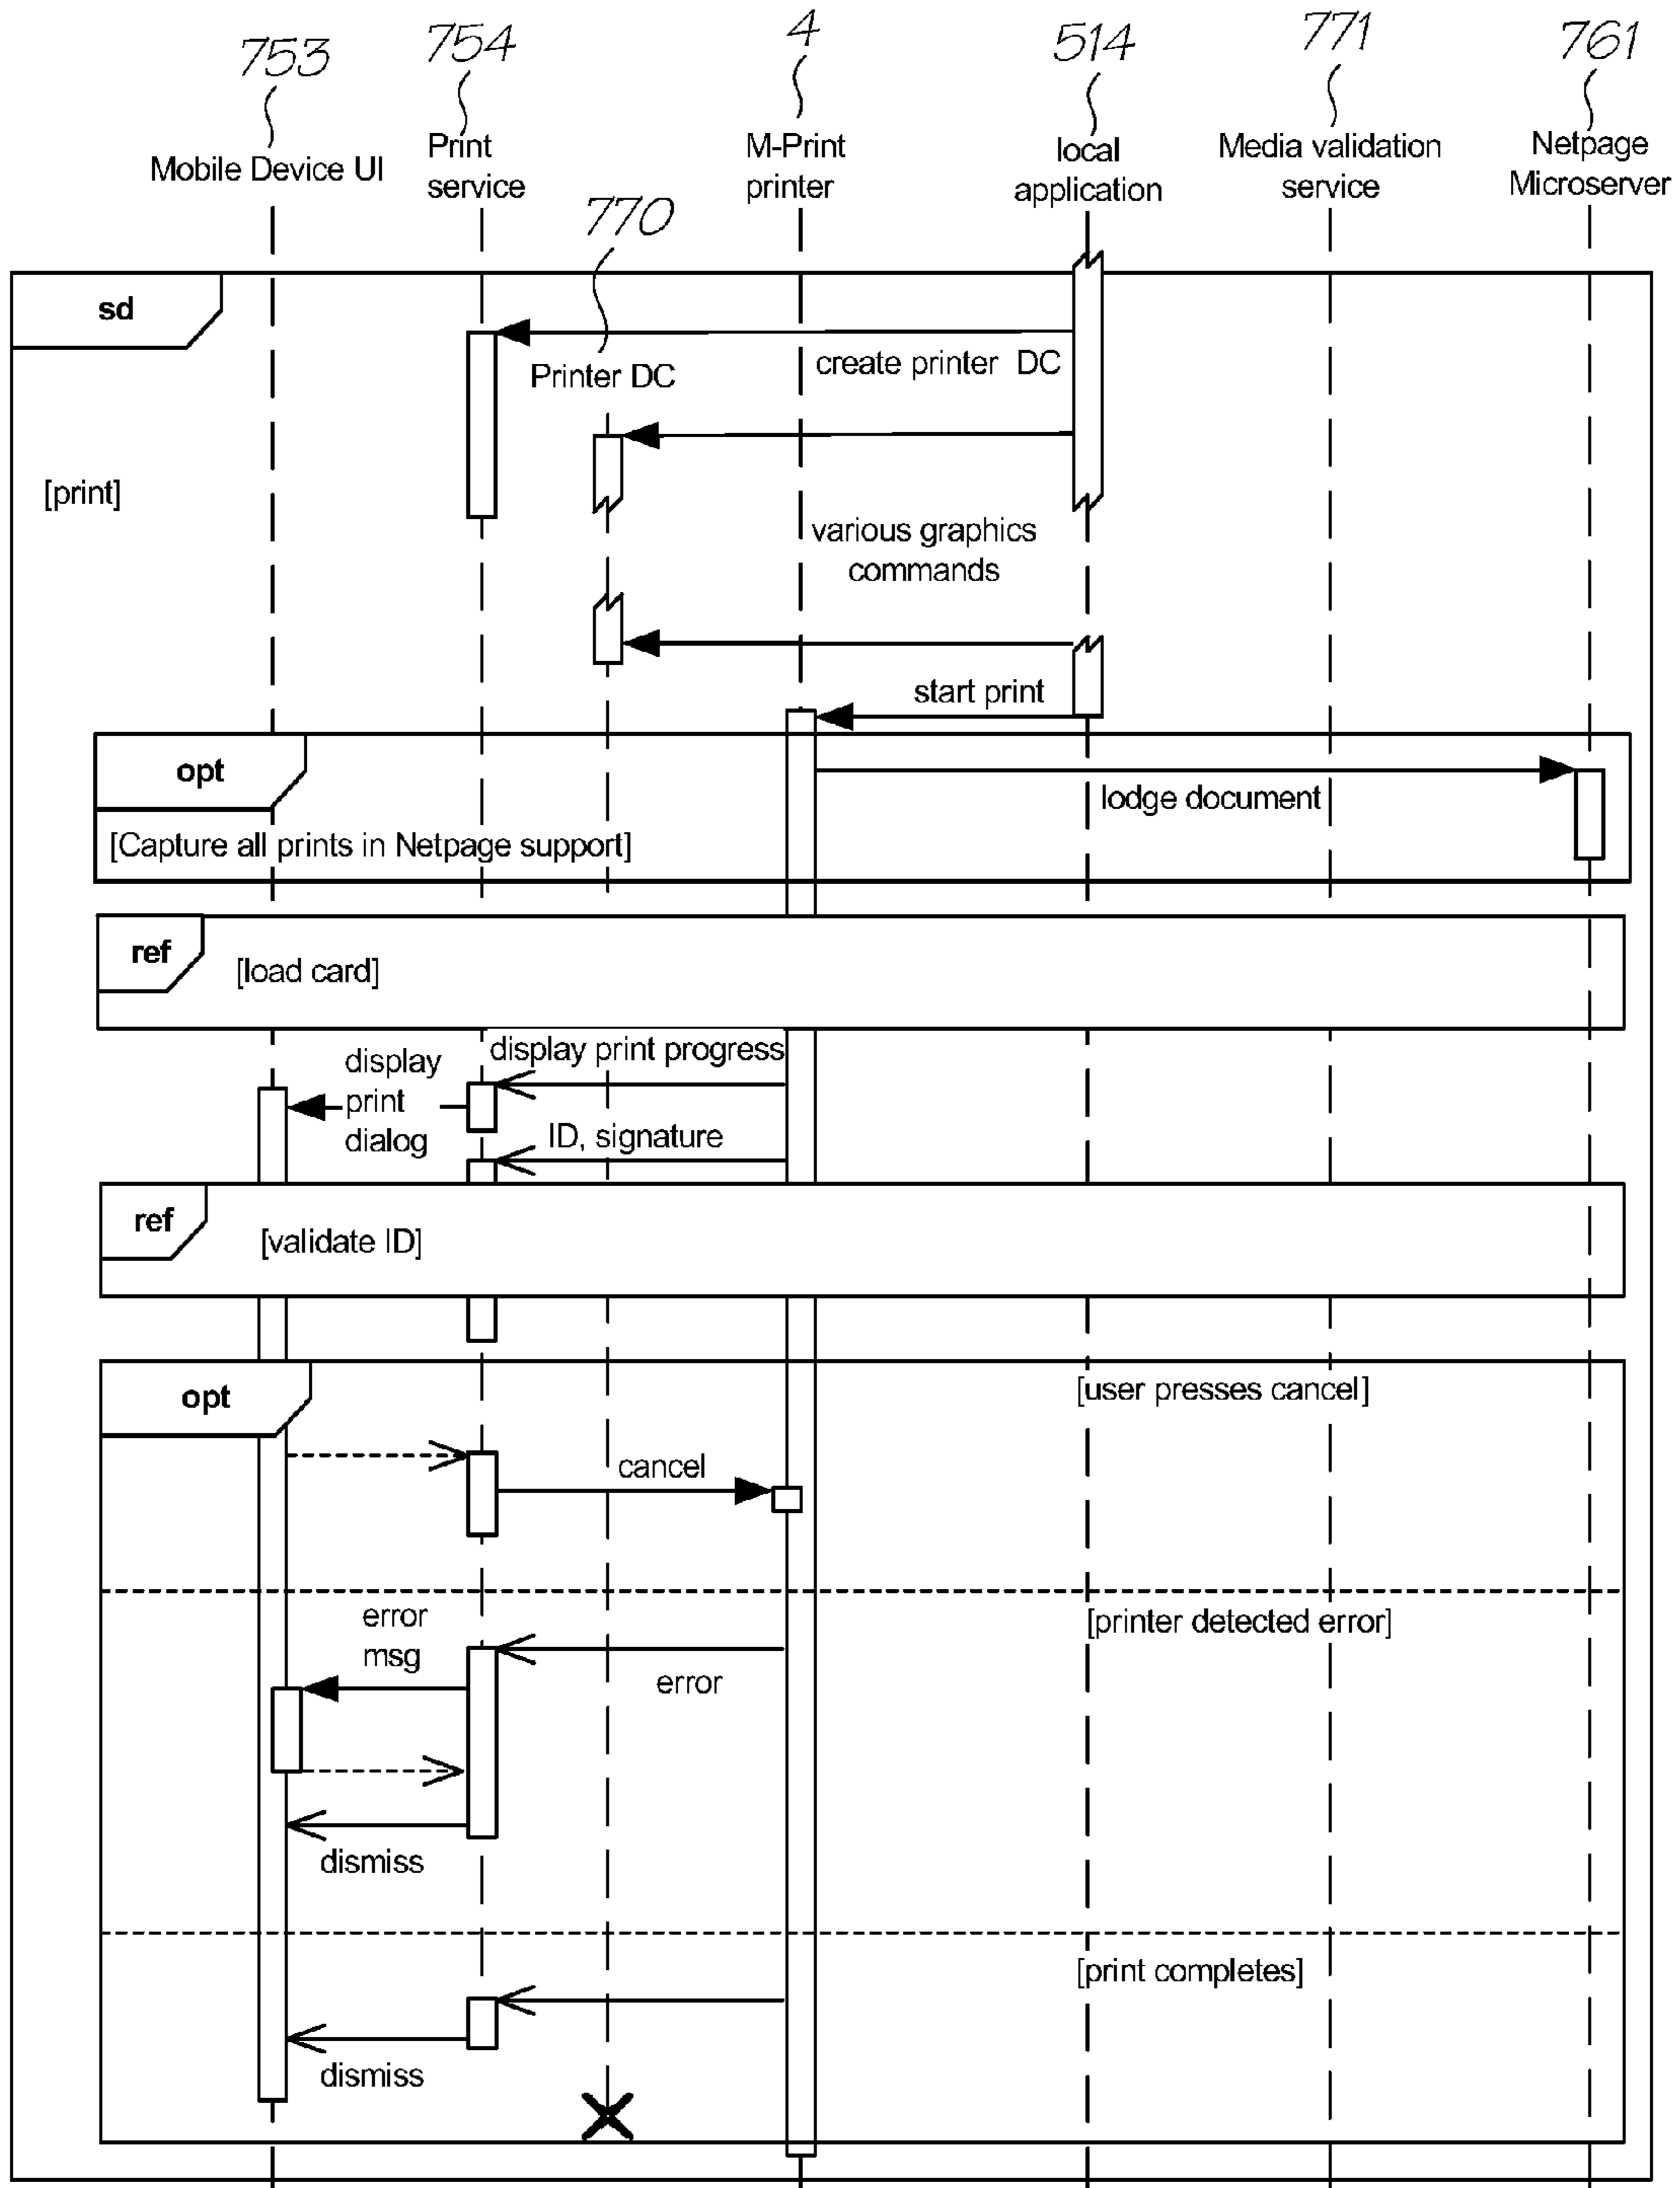 753
754
4
514
771
761
Mobile Device UI
Print
service
M-Print
printer
local
application
Media validation
service
Netpage
Microserver
770
sd
Printer DC
create printer DC
[print]
various graphics
commands
start print
opt
lodge document
[Capture all prints in Netpage support]
ref
[load card]
display print progress
display
print
dialog
ID, signature
ref
[validate ID]
opt
[user presses cancel]
cancel
error
msg
[printer detected error]
error
dismiss
[print completes]
dismiss